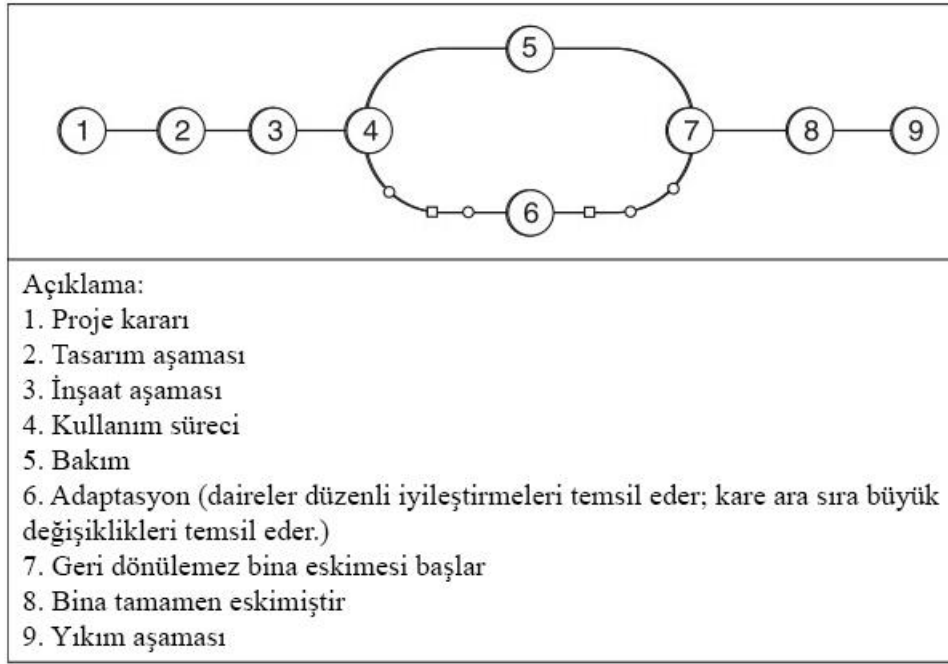 5
1 2 3 4 7 8 9
6
Açıklama:
1. Proje kararı
2. Tasarım aşaması
3. İnşaat aşaması
4. Kullanım süreci
5. Bakım
6. Adaptasyon (daireler düzenli iyileştirmeleri temsil eder; kare ara sıra büyük
değişiklikleri temsil eder.)
7. Geri dönülemez bina eskimesi başlar
8. Bina tamamen eskimiştir
9. Yıkım aşaması